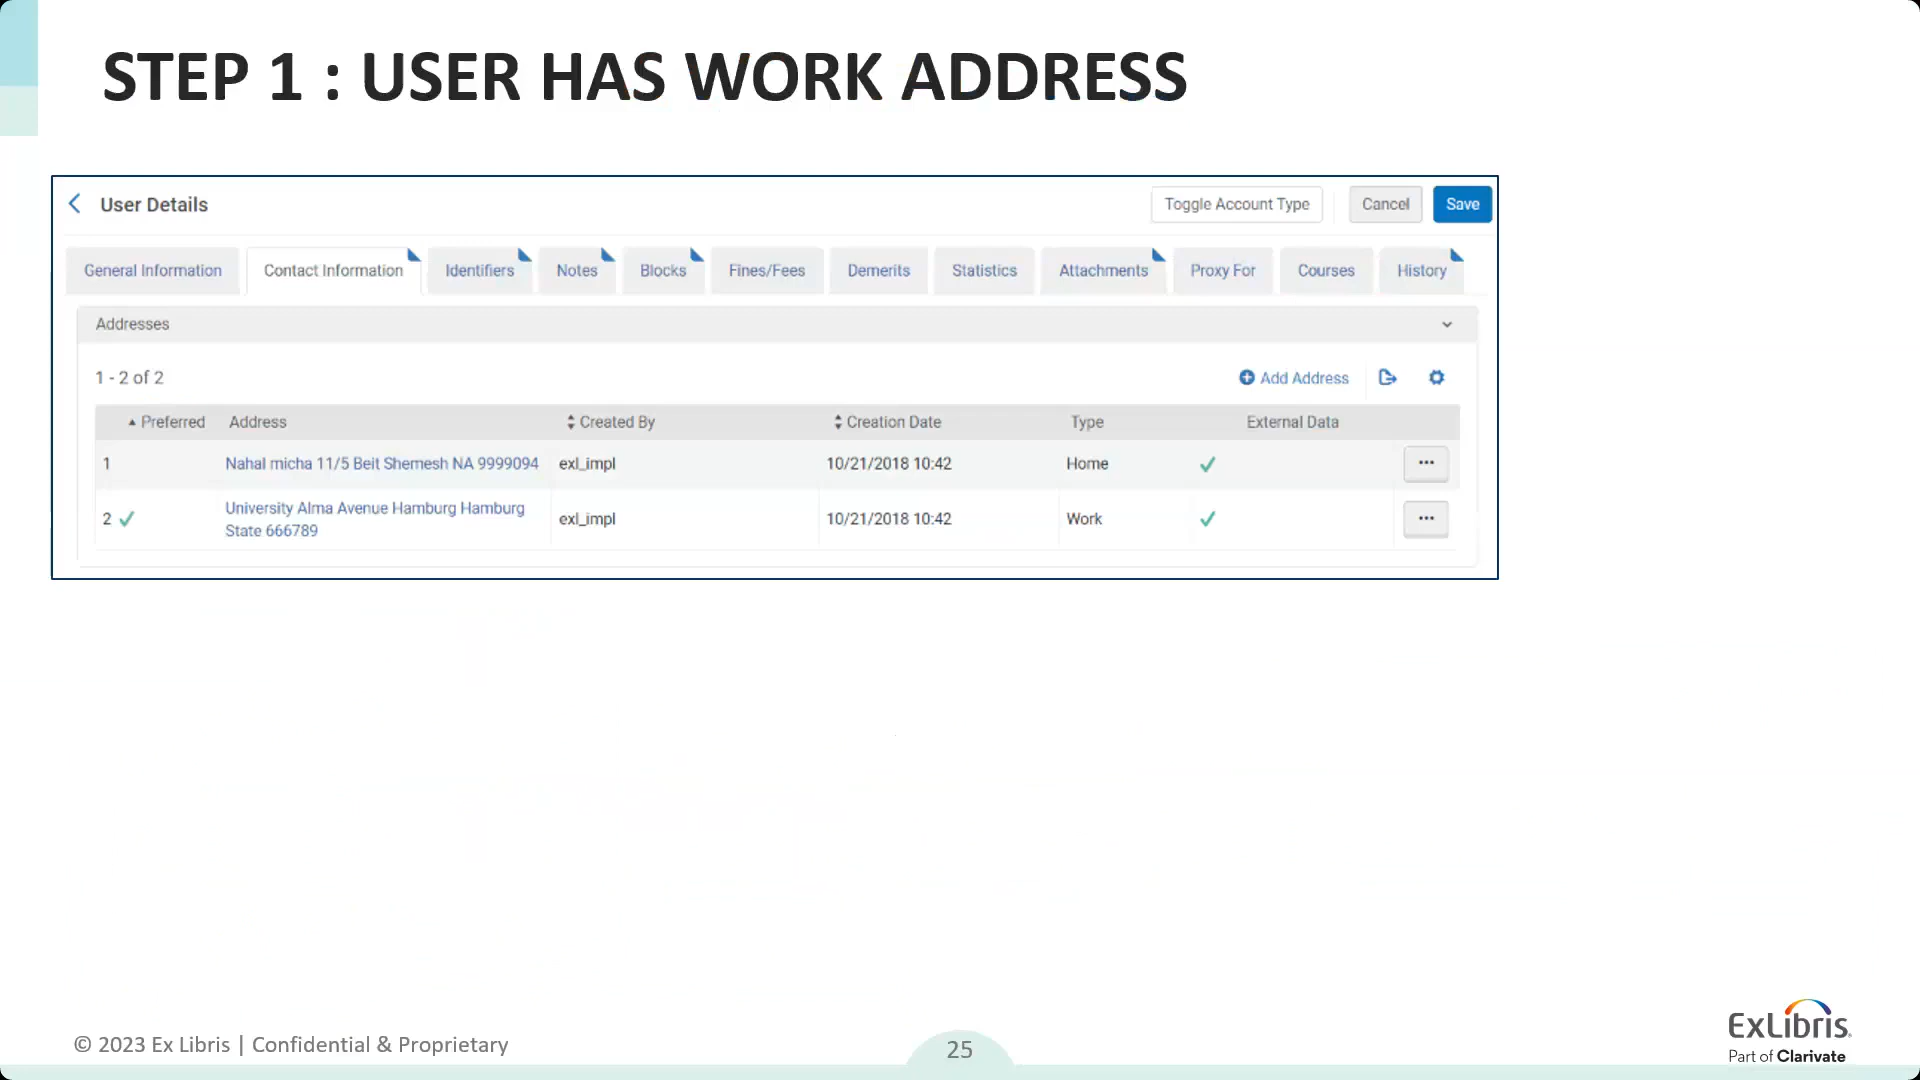 STEP 1 : USER HAS WORK ADDRESS
User Details
Toggle Account Type
Cancel
Save
General Information
Contact Information
Identifiers
Notes
Blocks
Fines/Fees
Demerits
Statistics
Attachments
Proxy For
Courses
History
Addresses
1 - 2 of 2
Add Address
Preferred Address Created By Creation Date Type External Data
1 Nahal micha 11/5 Beit Shemesh NA 9999094 exl_impl 10/21/2018 10:42 Home
2 University Alma Avenue Hamburg Hamburg exl_impl 10/21/2018 10:42 Work
State 666789
© 2023 Ex Libris | Confidential & Proprietary
25
ExLibris
Part of Clarivate